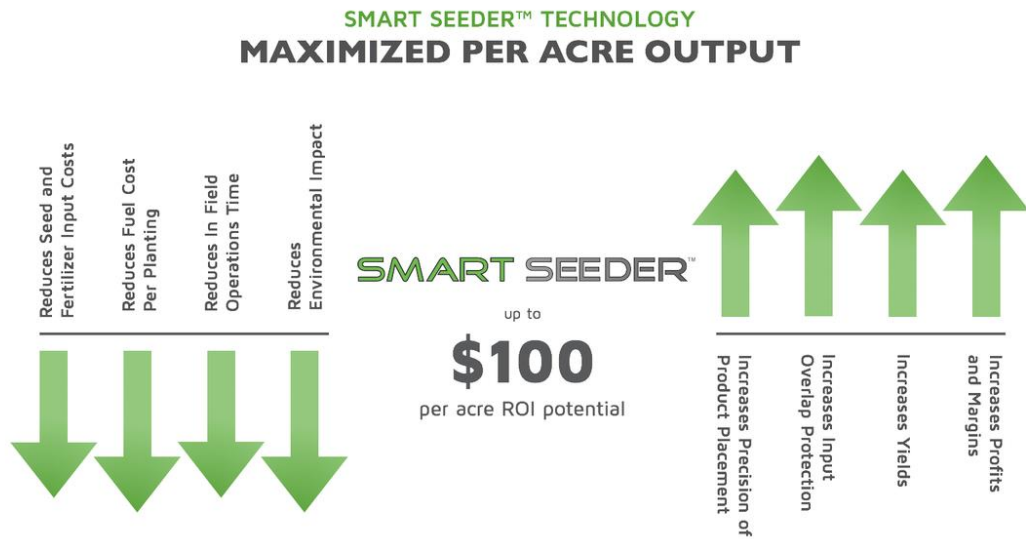 SMART SEEDER™ TECHNOLOGY
MAXIMIZED PER ACRE OUTPUT
Reduces Seed and
Fertilizer Input Costs
Reduces Fuel Cost
Per Planting
Reduces In Field
Operations Time
Reduces
Environmental Impact
SMART SEEDER™
up to
$100
per acre ROI potential
Increases Precision of
Product Placement
Increases Input
Overlap Protection
Increases Yields
Increases Profits
and Margins